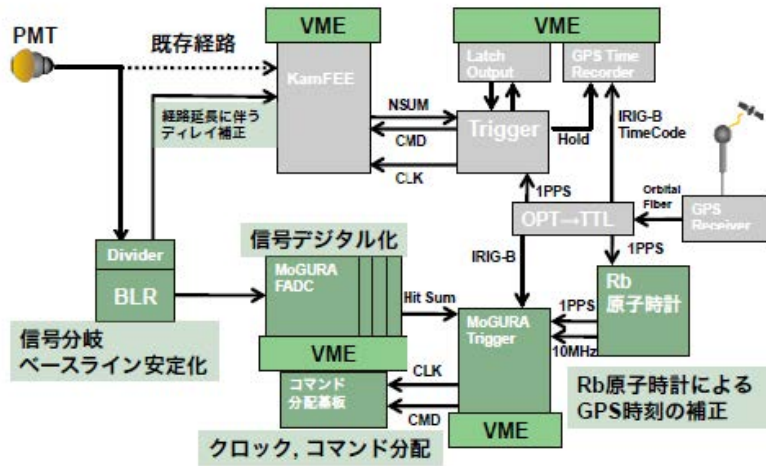 VME
VME
PMT
既存経路
KamFEE
Latch
Output
GPS Time
Recorder
経路延長に伴う
ディレイ補正
NSUM
CMD
CLK
Trigger
Hold
IRIG-B
TimeCode
1PPS
Orbital
Fiber
OPT→TTL
GPS
Receiver
信号デジタル化
IRIG-B
1PPS
Divider
BLR
MoGURA
FADC
Hit Sum
Rb
原子時計
1PPS
10MHz
MoGURA
Trigger
信号分岐
ベースライン安定化
VME
コマンド
分配基板
CLK
CMD
VME
Rb原子時計による
GPS時刻の補正
クロック, コマンド分配